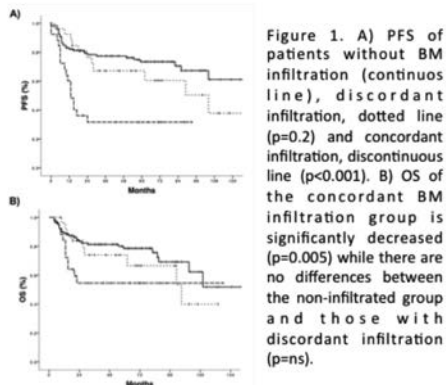 A)
PFS (%)
Months
B)
OS (%)
Months
Figure 1. A) PFS of
patients without BM
infiltration (continuos
line), discordant
infiltration, dotted line
(p=0.2) and concordant
infiltration, discontinuous
line (p<0.001). B) OS of
the concordant BM
infiltration group is
significantly decreased
(p=0.005) while there are
no differences between
the non-infiltrated group
and those with
discordant infiltration
(p=ns).